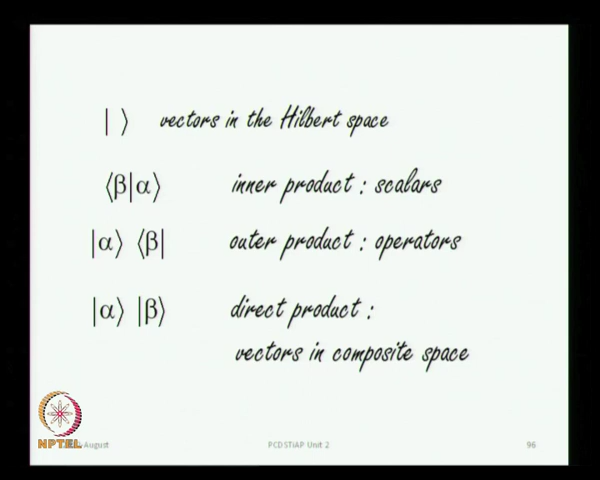 | ⟩ vectors in the Hilbert space
⟨β|α⟩ inner product : scalars
|α⟩ ⟨β| outer product : operators
|α⟩ |β⟩ direct product :
vectors in composite space
NPTEL August PCDSTiAP Unit 2 96